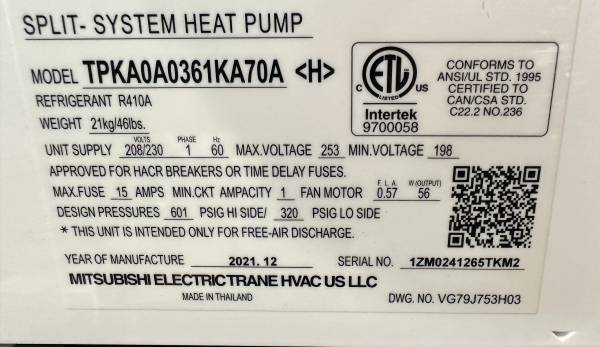 SPLIT- SYSTEM HEAT PUMP
MODEL TPKA0A0361KA70A <H>
REFRIGERANT R410A
WEIGHT 21kg/46lbs.
C ETL US
LISTED
Intertek
9700058
CONFORMS TO
ANSI/UL STD. 1995
CERTIFIED TO
CAN/CSA STD.
C22.2 NO.236
VOLTS PHASE Hz
UNIT SUPPLY 208/230 1 60 MAX.VOLTAGE 253 MIN.VOLTAGE 198
APPROVED FOR HACR BREAKERS OR TIME DELAY FUSES.
F.L.A. W(OUTPUT)
MAX.FUSE 15 AMPS MIN.CKT AMPACITY 1 FAN MOTOR 0.57 56
DESIGN PRESSURES 601 PSIG HI SIDE/ 320 PSIG LO SIDE
* THIS UNIT IS INTENDED ONLY FOR FREE-AIR DISCHARGE.
YEAR OF MANUFACTURE 2021.12 SERIAL NO. 1ZM0241265TKM2
MITSUBISHI ELECTRIC TRANE HVAC US LLC
MADE IN THAILAND DWG. NO. VG79J753H03